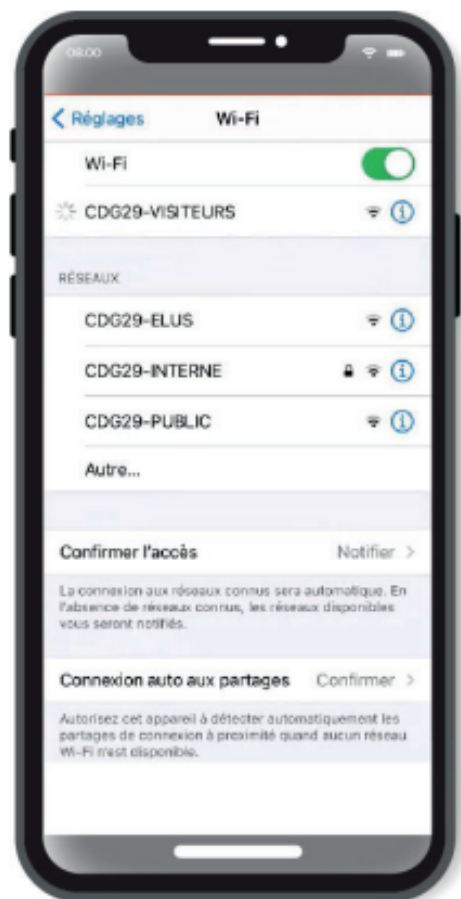 08.00
Réglages
Wi-Fi
Wi-Fi
CDG29-VISITEURS
RÉSEAUX
CDG29-ELUS
CDG29-INTERNE
CDG29-PUBLIC
Autre...
Confirmer l'accès
Notifier
La connexion aux réseaux connus sera automatique. En
l'absence de réseaux connus, les réseaux disponibles
vous seront notifiés.
Connexion auto aux partages
Confirmer
Autorisez cet appareil à détecter automatiquement les
partages de connexion à proximité quand aucun réseau
Wi-Fi n'est disponible.